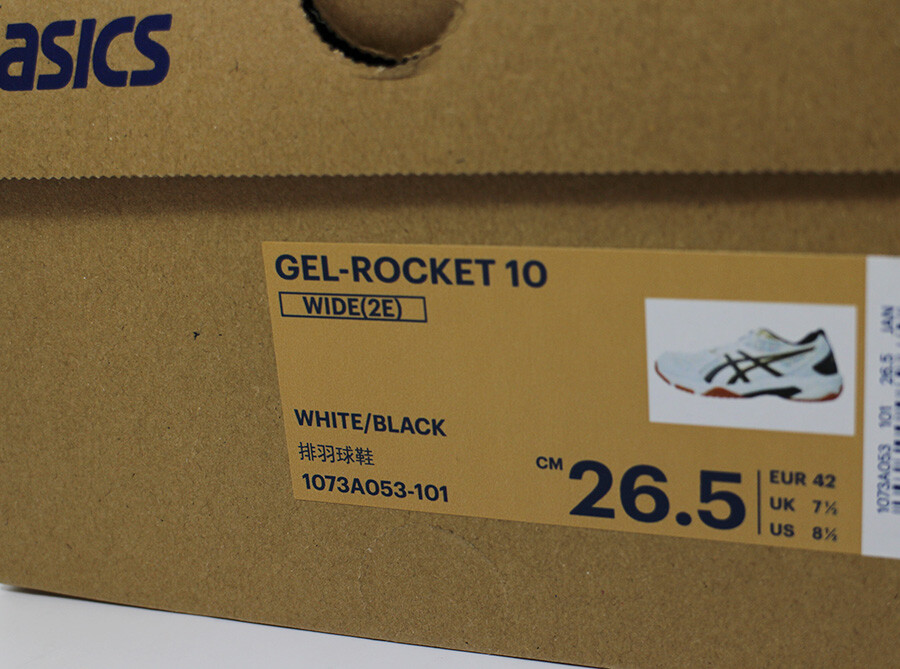 asics
GEL-ROCKET 10
WIDE(2E)
WHITE/BLACK
排羽球鞋
1073A053-101
CM 26.5
EUR 42
UK 7½
US 8½
1073A053 101 26.5 JAN